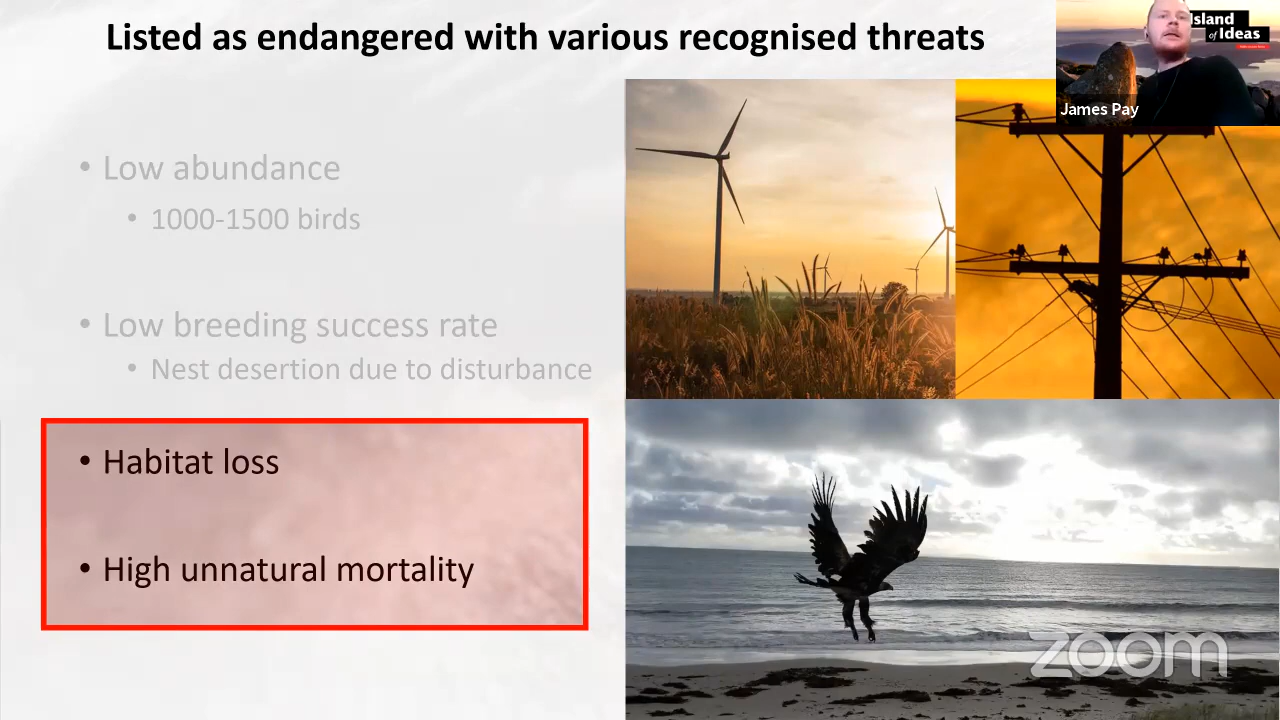 Listed as endangered with various recognised threats
Island
of Ideas
James Pay
• Low abundance
• 1000-1500 birds
• Low breeding success rate
• Nest desertion due to disturbance
• Habitat loss
• High unnatural mortality
zoom